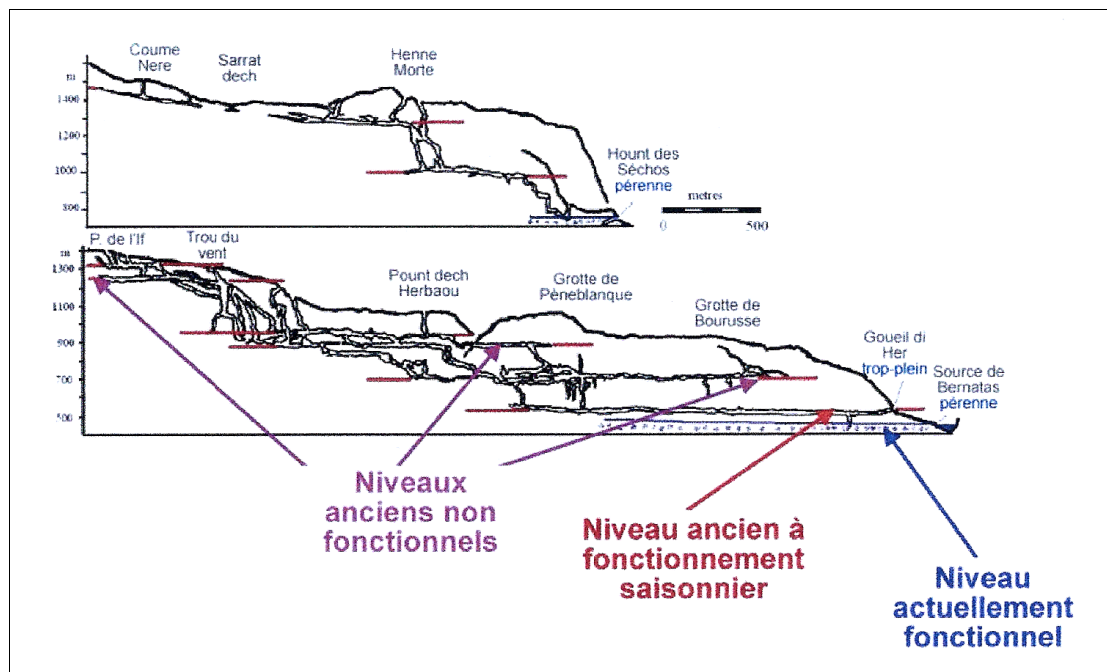 Coume
Nere
Sarrat
dech
Henne
Morte
m
1400
1200
1000
800
Hount des
Séchos
pérenne
metres
0 500
P. de l'If
Trou du
vent
m
1300
1100
900
700
500
Pount dech
Herbaou
Grotte de
Pèneblanque
Grotte de
Bourusse
Goueil di
Her
trop-plein
Source de
Bernatas
pérenne
Niveaux
anciens non
fonctionnels
Niveau ancien à
fonctionnement
saisonnier
Niveau
actuellement
fonctionnel